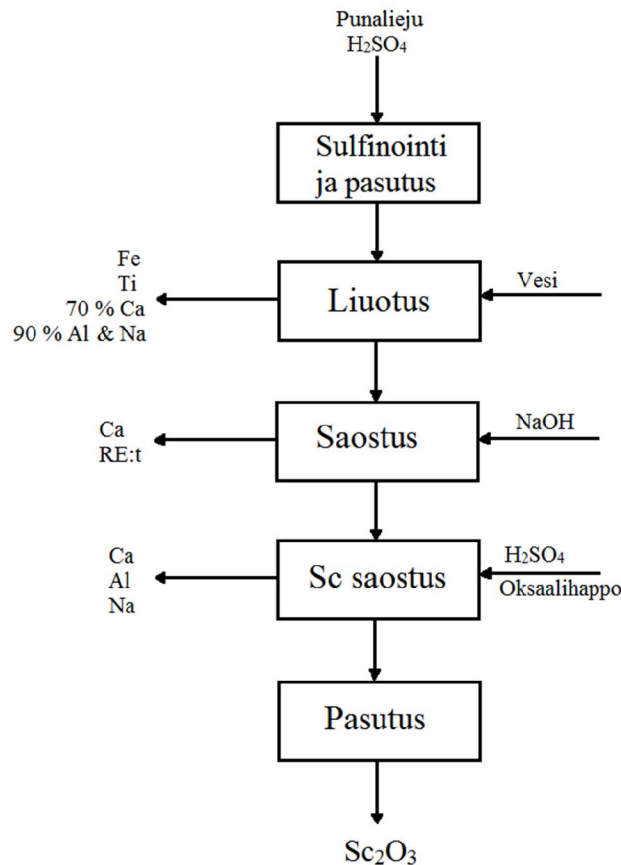 Punalieju
H₂SO₄
Sulfinointi
ja pasutus
Fe
Ti
70 % Ca
90 % Al & Na
Liuotus
Vesi
Ca
RE:t
Saostus
NaOH
Ca
Al
Na
Sc saostus
H₂SO₄
Oksaalihappo
Pasutus
Sc₂O₃